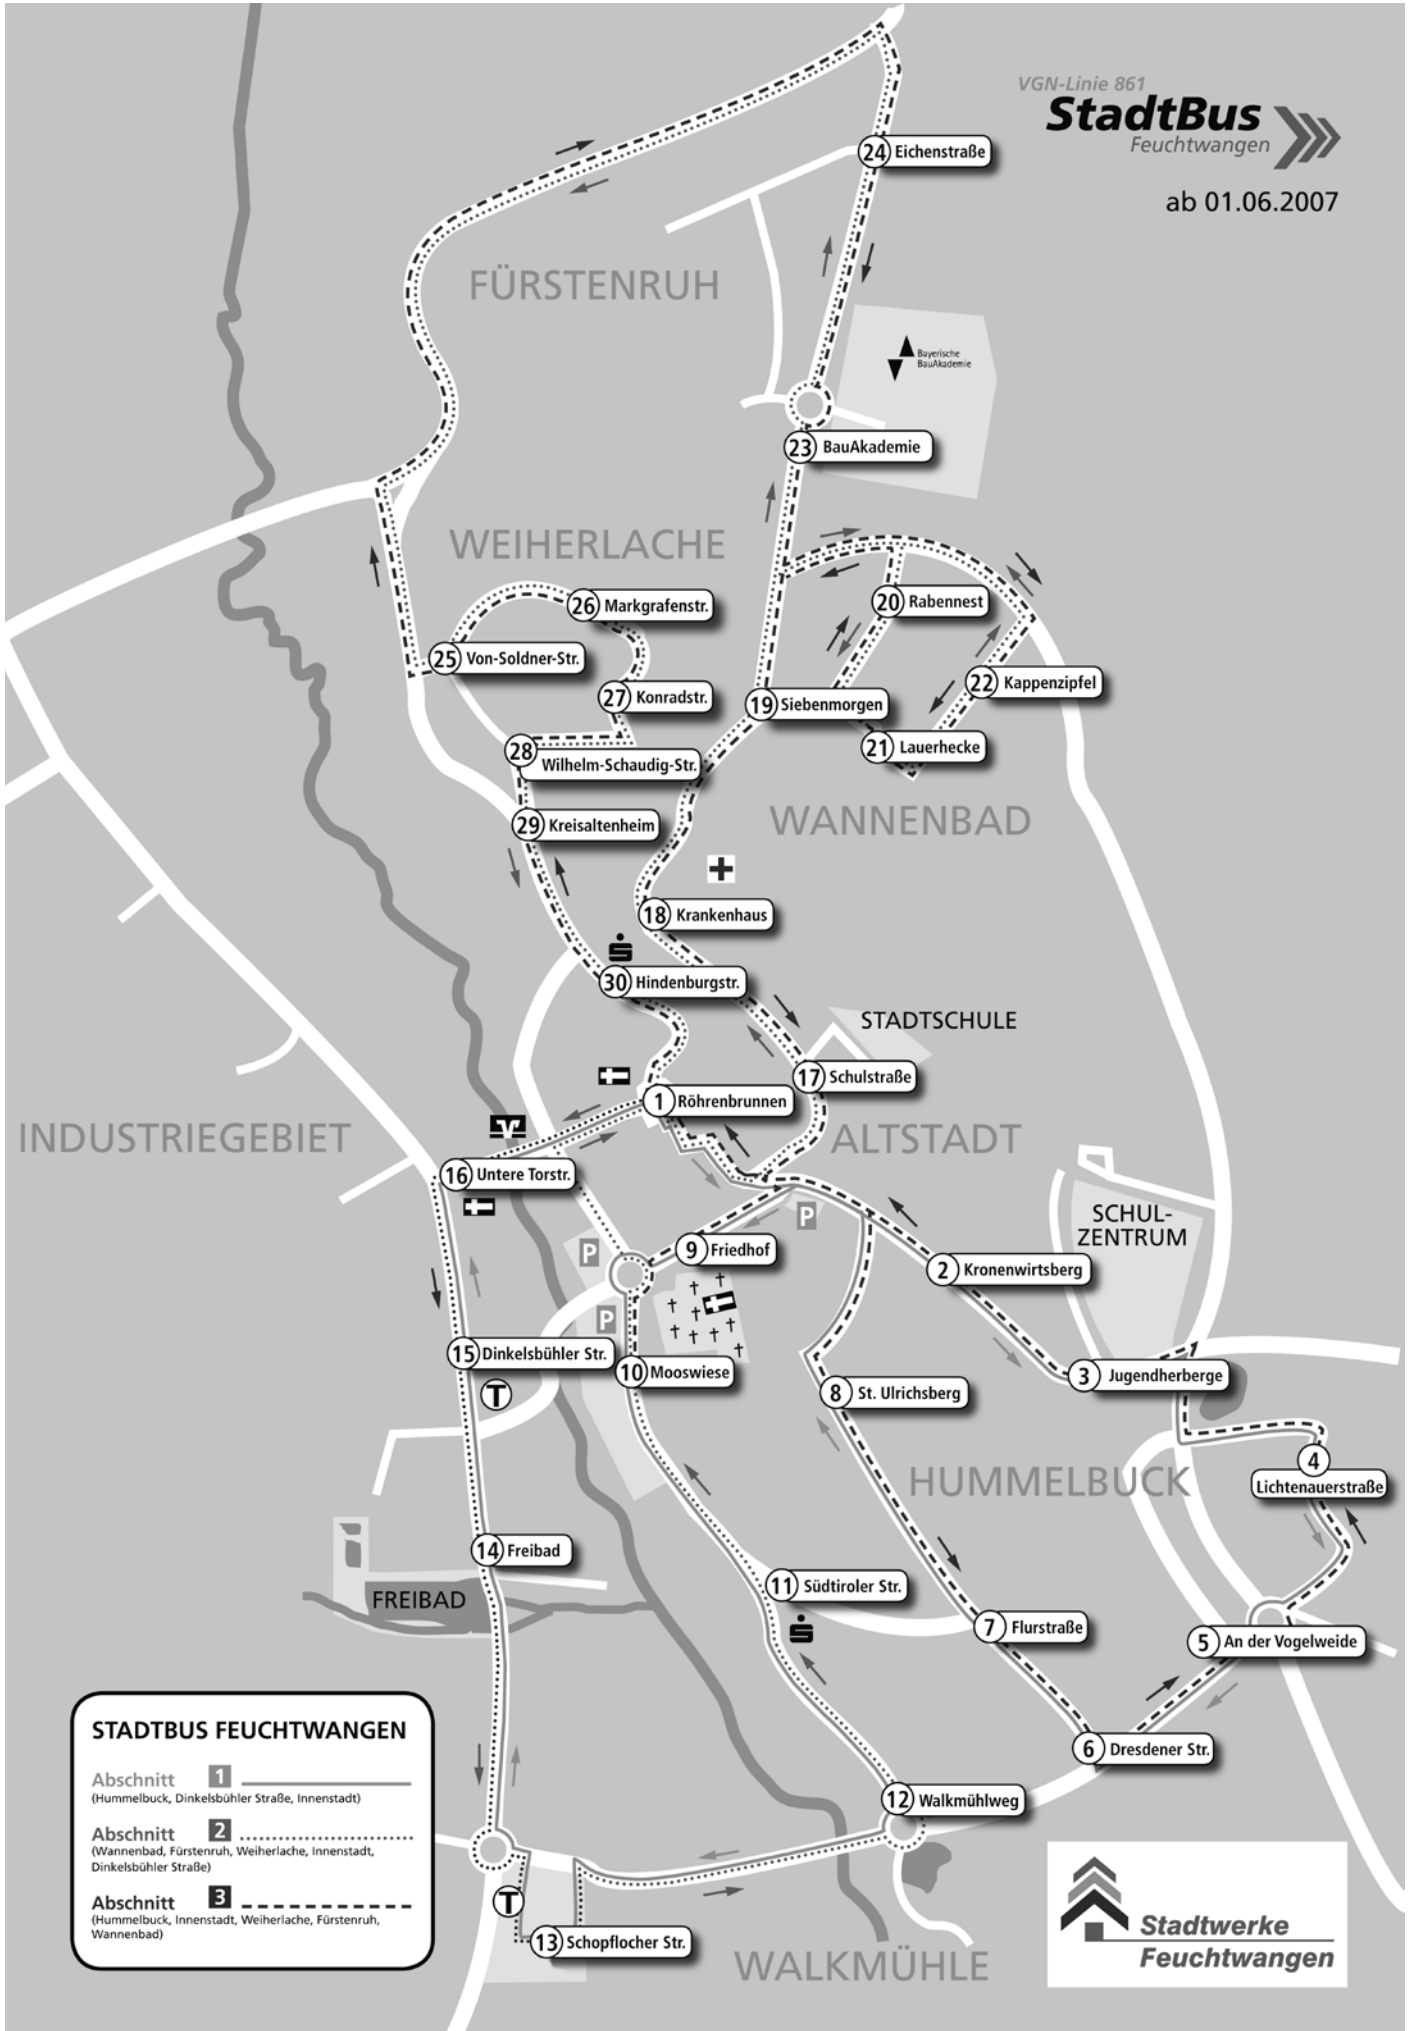 VGN-Linie 861
StadtBus
Feuchtwangen
ab 01.06.2007
24 Eichenstraße
FÜRSTENRUH
Bayerische
BauAkademie
23 BauAkademie
WEIHERLACHE
26 Markgrafenstr.
20 Rabennest
25 Von-Soldner-Str.
27 Konradstr.
22 Kappenzipfel
19 Siebenmorgen
28
Wilhelm-Schaudig-Str.
21 Lauerhecke
29 Kreisaltenheim
WANNENBAD
18 Krankenhaus
30 Hindenburgstr.
STADTSCHULE
17 Schulstraße
1 Röhrenbrunnen
INDUSTRIEGEBIET
ALTSTADT
16 Untere Torstr.
SCHUL-
ZENTRUM
P
P
9 Friedhof
2 Kronenwirtsberg
P
15 Dinkelsbühler Str.
10 Mooswiese
3 Jugendherberge
T
8 St. Ulrichsberg
HUMMELBUCK
4
Lichtenauerstraße
14 Freibad
FREIBAD
11 Südtiroler Str.
7 Flurstraße
5 An der Vogelweide
6 Dresdener Str.
12 Walkmühlweg
T
13 Schopflocher Str.
WALKMÜHLE
STADTBUS FEUCHTWANGEN
Abschnitt 1
(Hummelbuck, Dinkelsbühler Straße, Innenstadt)
Abschnitt 2
(Wannenbad, Fürstenruh, Weiherlache, Innenstadt,
Dinkelsbühler Straße)
Abschnitt 3
(Hummelbuck, Innenstadt, Weiherlache, Fürstenruh,
Wannenbad)
Stadtwerke
Feuchtwangen